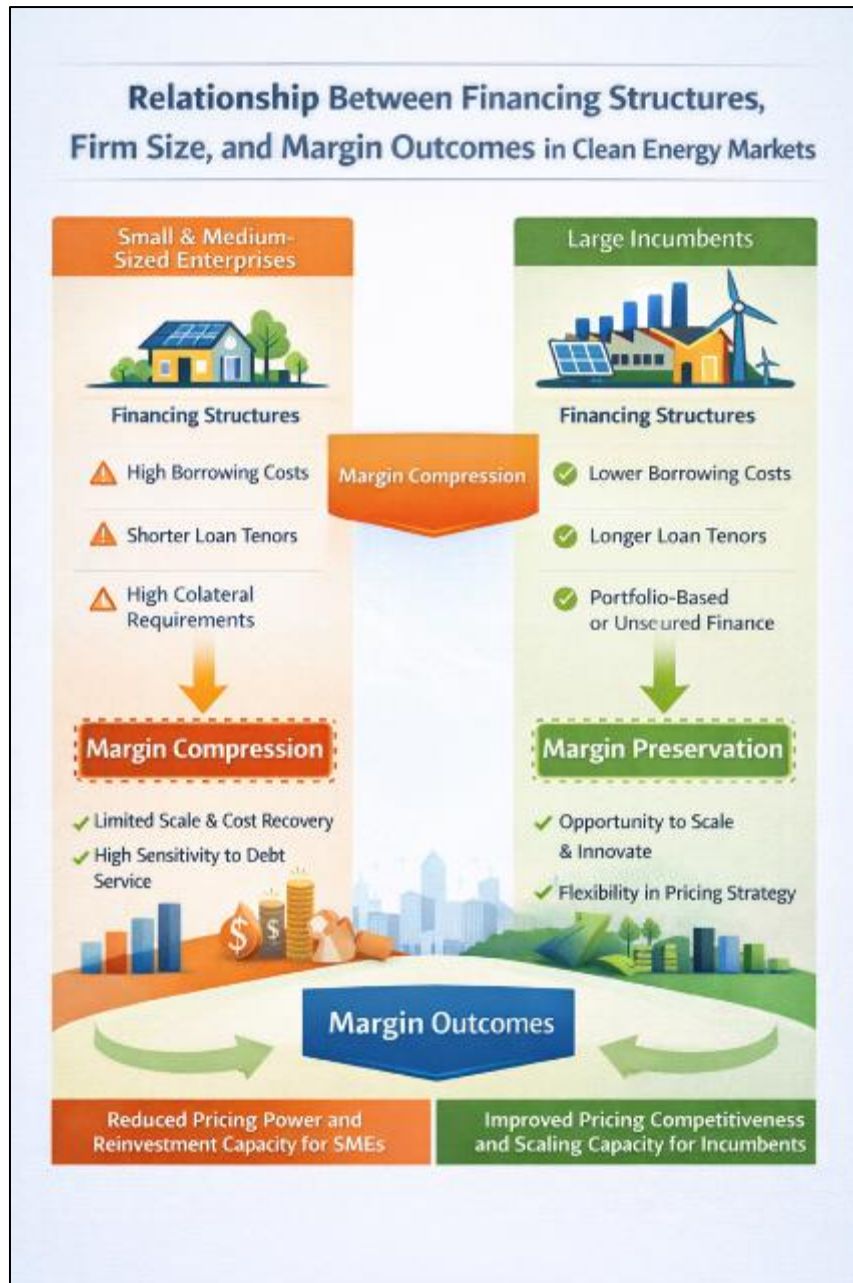 Relationship Between Financing Structures,
Firm Size, and Margin Outcomes in Clean Energy Markets
Small & Medium-
Sized Enterprises
Financing Structures
High Borrowing Costs
Shorter Loan Tenors
High Colateral
Requirements
Margin Compression
Limited Scale & Cost Recovery
High Sensitivity to Debt
Service
$
$
Margin Compression
Large Incumbents
Financing Structures
Lower Borrowing Costs
Longer Loan Tenors
Portfolio-Based
or Unseured Finance
Margin Preservation
Opportunity to Scale
& Innovate
Flexibility in Pricing Strategy
Margin Outcomes
Reduced Pricing Power and
Reinvestment Capacity for SMEs
Improved Pricing Competitiveness
and Scaling Capacity for Incumbents